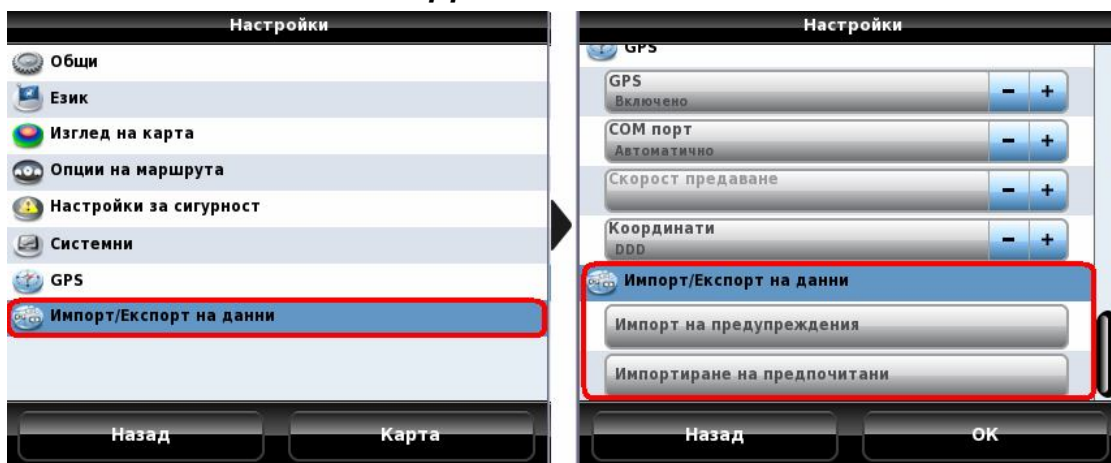 Настройки
Общи
Език
Изглед на карта
Опции на маршрута
Настройки за сигурност
Системни
GPS
Импорт/Експорт на данни
Назад
Карта
Настройки
GPS
GPS
Включено
- +
COM порт
Автоматично
- +
Скорост предаване
- +
Координати
DDD
- +
Импорт/Експорт на данни
Импорт на предупреждения
Импортиране на предпочитани
Назад
OK